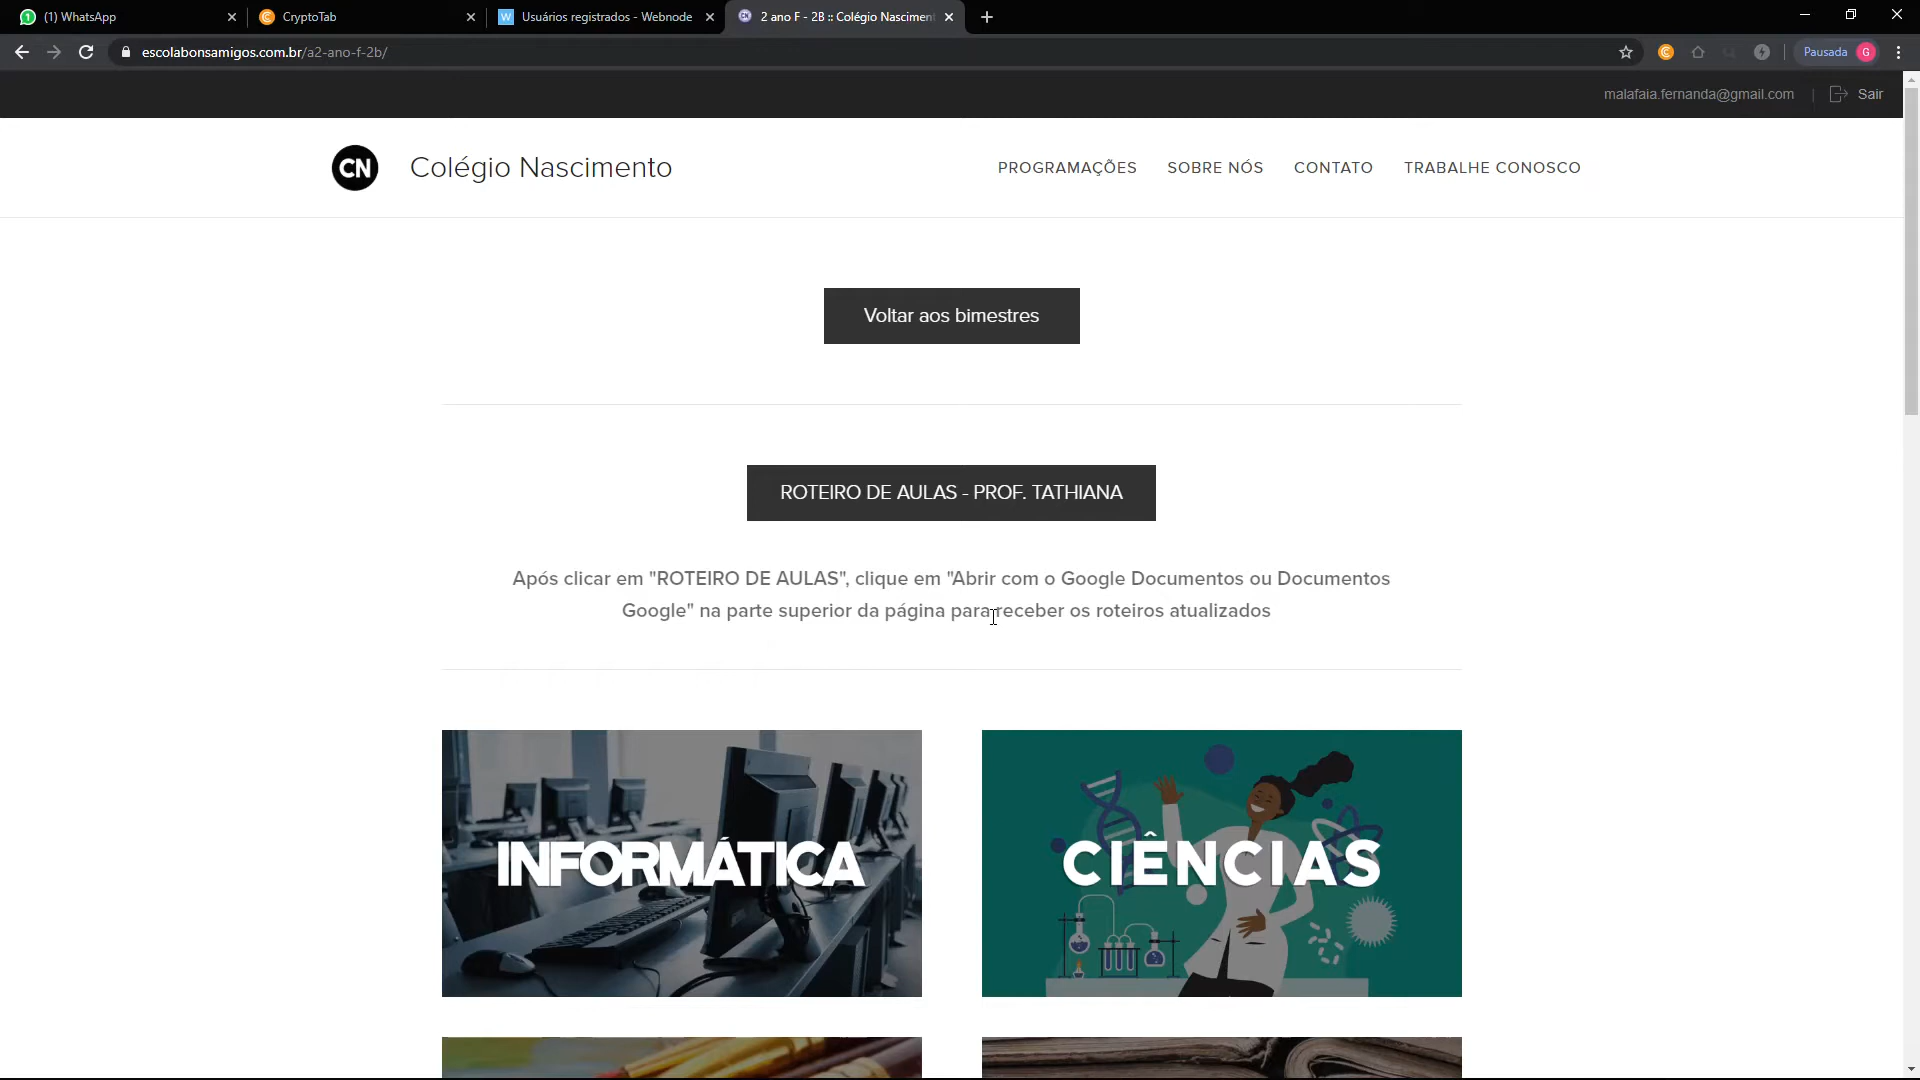 (1) WhatsApp
CryptoTab
Usuários registrados - Webnode
2 ano F - 2B :: Colégio Nasciment
escolabonsamigos.com.br/a2-ano-f-2b/
Pausada G
malafaia.fernanda@gmail.com | Sair
CN Colégio Nascimento
PROGRAMAÇÕES SOBRE NÓS CONTATO TRABALHE CONOSCO
Voltar aos bimestres
ROTEIRO DE AULAS - PROF. TATHIANA
Após clicar em "ROTEIRO DE AULAS", clique em "Abrir com o Google Documentos ou Documentos
Google" na parte superior da página para receber os roteiros atualizados
INFORMÁTICA
CIÊNCIAS